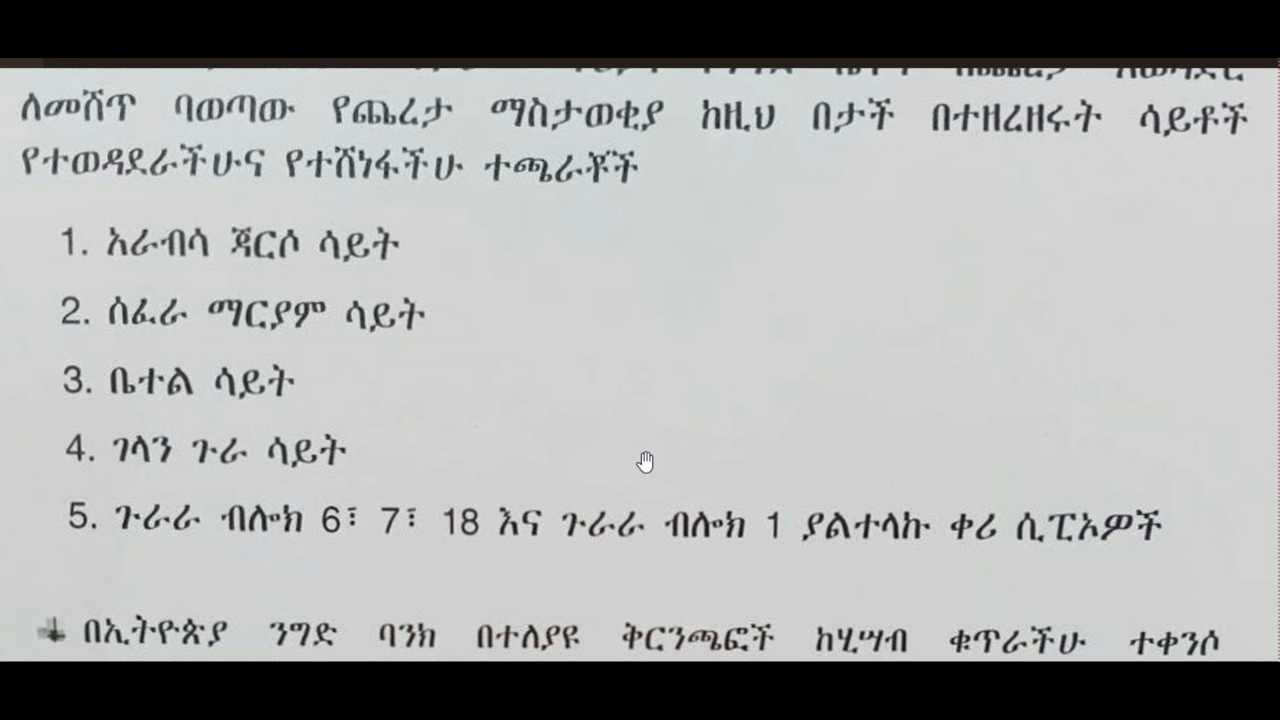 ለመሸጥ ባወጣው የጨረታ ማስታወቂያ ከዚህ በታች በተዘረዘሩት ሳይቶች
የተወዳደራችሁና የተሸነፋችሁ ተጫራቾች
1. አራብሳ ጃርሶ ሳይት
2. ሰፈራ ማርያም ሳይት
3. ቤተል ሳይት
4. ገላን ጉራ ሳይት
5. ጉራራ ብሎክ 6፣ 7፣ 18 እና ጉራራ ብሎክ 1 ያልተላኩ ቀሪ ሲፒኦዎች
በኢትዮጵያ ንግድ ባንክ በተለያዩ ቅርንጫፎች ከሂሣብ ቁጥራችሁ ተቀንሶ